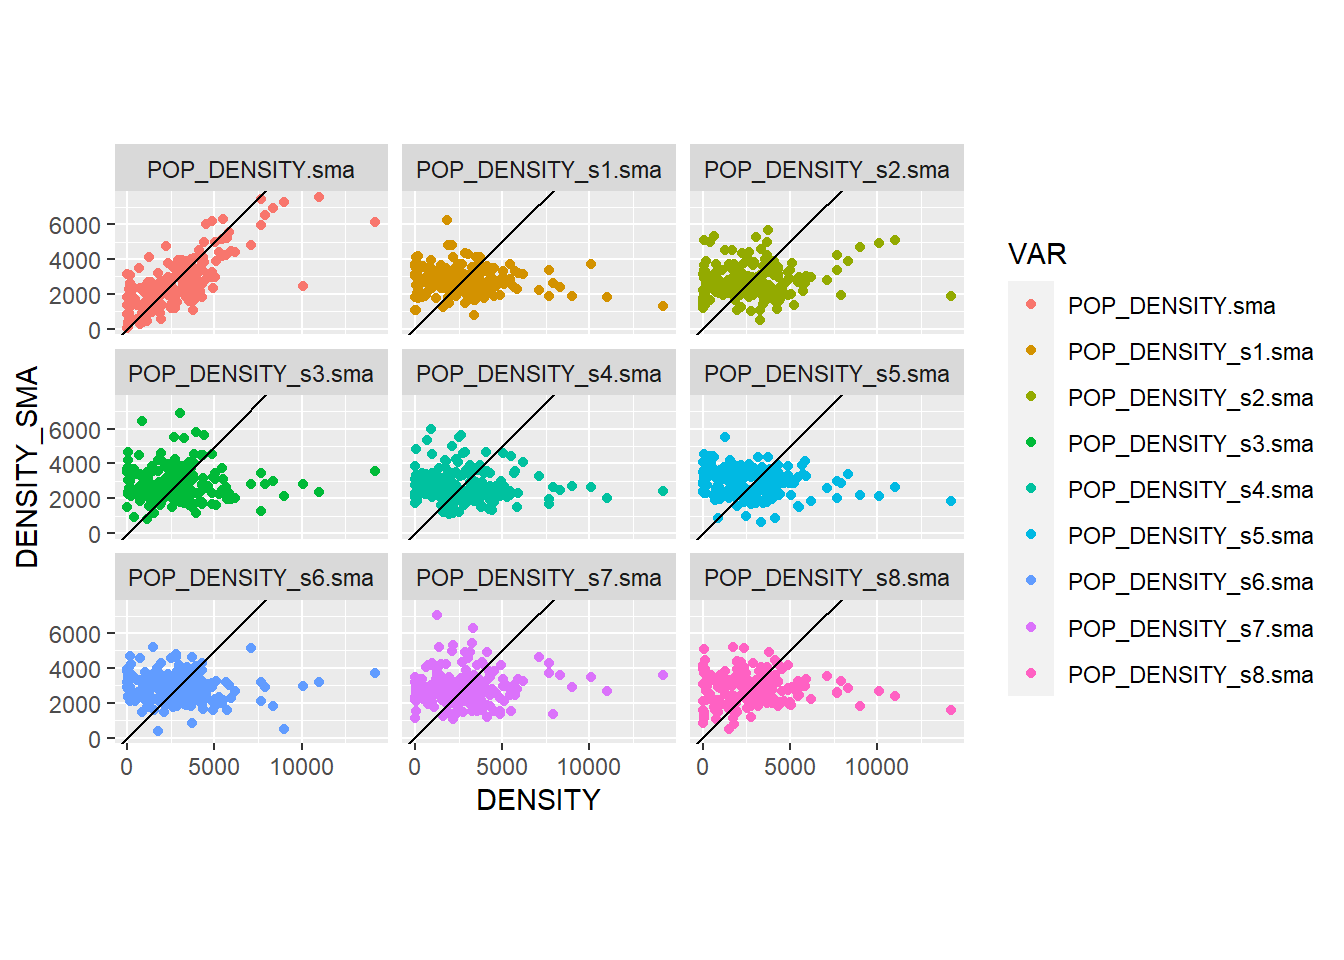 POP_DENSITY.sma
POP_DENSITY_s1.sma
POP_DENSITY_s2.sma
6000
4000
2000
0
POP_DENSITY_s3.sma
POP_DENSITY_s4.sma
POP_DENSITY_s5.sma
6000
4000
2000
0
POP_DENSITY_s6.sma
POP_DENSITY_s7.sma
POP_DENSITY_s8.sma
6000
4000
2000
0
0 5000 10000
0 5000 10000
0 5000 10000
DENSITY
DENSITY_SMA
VAR
POP_DENSITY.sma
POP_DENSITY_s1.sma
POP_DENSITY_s2.sma
POP_DENSITY_s3.sma
POP_DENSITY_s4.sma
POP_DENSITY_s5.sma
POP_DENSITY_s6.sma
POP_DENSITY_s7.sma
POP_DENSITY_s8.sma